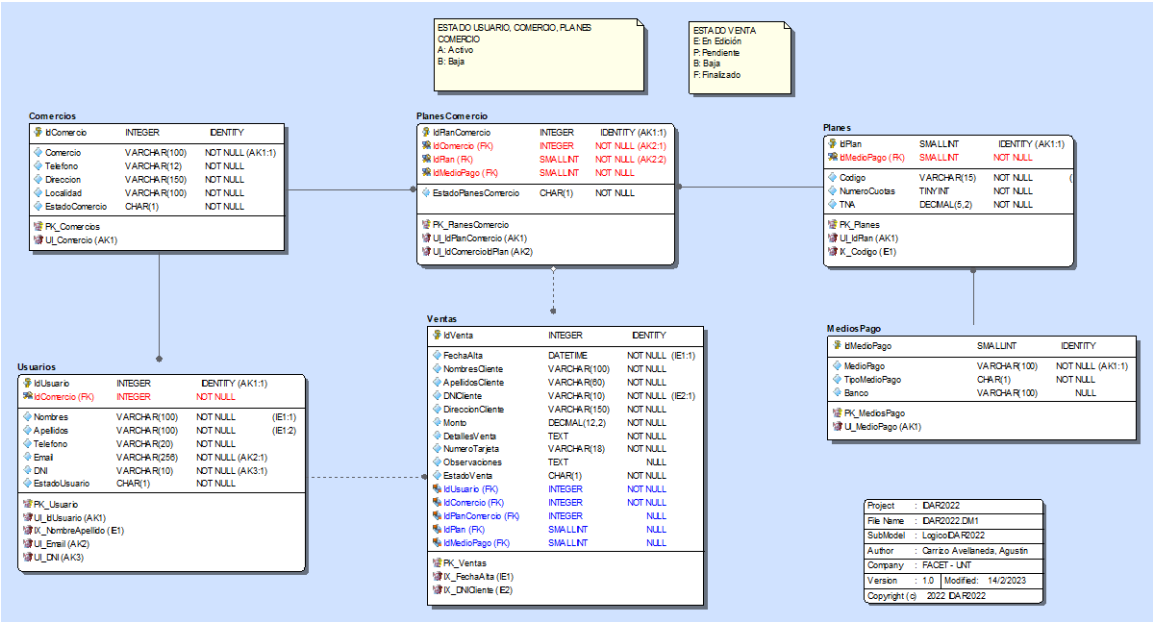 ESTADO USUARIO, COMERCIO, PLANES
COMERCIO
A: Activo
B: Baja
ESTADO VENTA
E: En Edición
P: Pendiente
B: Baja
F: Finalizado
Comercios
IdComercio INTEGER IDENTITY
Comercio VARCHAR(100) NOT NULL (AK1:1)
Telefono VARCHAR(12) NOT NULL
Direccion VARCHAR(150) NOT NULL
Localidad VARCHAR(100) NOT NULL
EstadoComercio CHAR(1) NOT NULL
PK_Comercios
UI_Comercio (AK1)
PlanesComercio
IdPlanComercio INTEGER IDENTITY (AK1:1)
IdComercio (FK) INTEGER NOT NULL (AK2:1)
IdPlan (FK) SMALLINT NOT NULL (AK2:2)
IdMedioPago (FK) SMALLINT NOT NULL
EstadoPlanesComercio CHAR(1) NOT NULL
PK_PlanesComercio
UI_IdPlanComercio (AK1)
UI_IdComercioIdPlan (AK2)
Planes
IdPlan SMALLINT IDENTITY (AK1:1)
IdMedioPago (FK) SMALLINT NOT NULL
Codigo VARCHAR(15) NOT NULL (
NumeroCuotas TINYINT NOT NULL
TNA DECIMAL(5,2) NOT NULL
PK_Planes
UI_IdPlan (AK1)
IX_Codigo (IE1)
Usuarios
IdUsuario INTEGER IDENTITY (AK1:1)
IdComercio (FK) INTEGER NOT NULL
Nombres VARCHAR(100) NOT NULL (IE1:1)
Apellidos VARCHAR(100) NOT NULL (IE1:2)
Telefono VARCHAR(20) NOT NULL
Email VARCHAR(256) NOT NULL (AK2:1)
DNI VARCHAR(10) NOT NULL (AK3:1)
EstadoUsuario CHAR(1) NOT NULL
PK_Usuario
UI_IdUsuario (AK1)
IX_NombreApellido (IE1)
UI_Email (AK2)
UI_DNI (AK3)
Ventas
IdVenta INTEGER IDENTITY
FechaAlta DATETIME NOT NULL (IE1:1)
NombresCliente VARCHAR(100) NOT NULL
ApellidosCliente VARCHAR(60) NOT NULL
DNICliente VARCHAR(10) NOT NULL (IE2:1)
DireccionCliente VARCHAR(150) NOT NULL
Monto DECIMAL(12,2) NOT NULL
DetallesVenta TEXT NOT NULL
NumeroTarjeta VARCHAR(18) NOT NULL
Observaciones TEXT NULL
EstadoVenta CHAR(1) NOT NULL
IdUsuario (FK) INTEGER NOT NULL
IdComercio (FK) INTEGER NOT NULL
IdPlanComercio (FK) INTEGER NULL
IdPlan (FK) SMALLINT NULL
IdMedioPago (FK) SMALLINT NULL
PK_Ventas
IX_FechaAlta (IE1)
IX_DNICliente (IE2)
MediosPago
IdMedioPago SMALLINT IDENTITY
MedioPago VARCHAR(100) NOT NULL (AK1:1)
TipoMedioPago CHAR(1) NOT NULL
Banco VARCHAR(100) NULL
PK_MediosPago
UI_MedioPago (AK1)
Project : IDAR2022
File Name : IDAR2022.DM1
SubModel : LogicoIDAR2022
Author : Carrizo Avellaneda, Agustin
Company : FACET - UNT
Version : 1.0 Modified: 14/2/2023
Copyright (c) 2022 IDAR2022